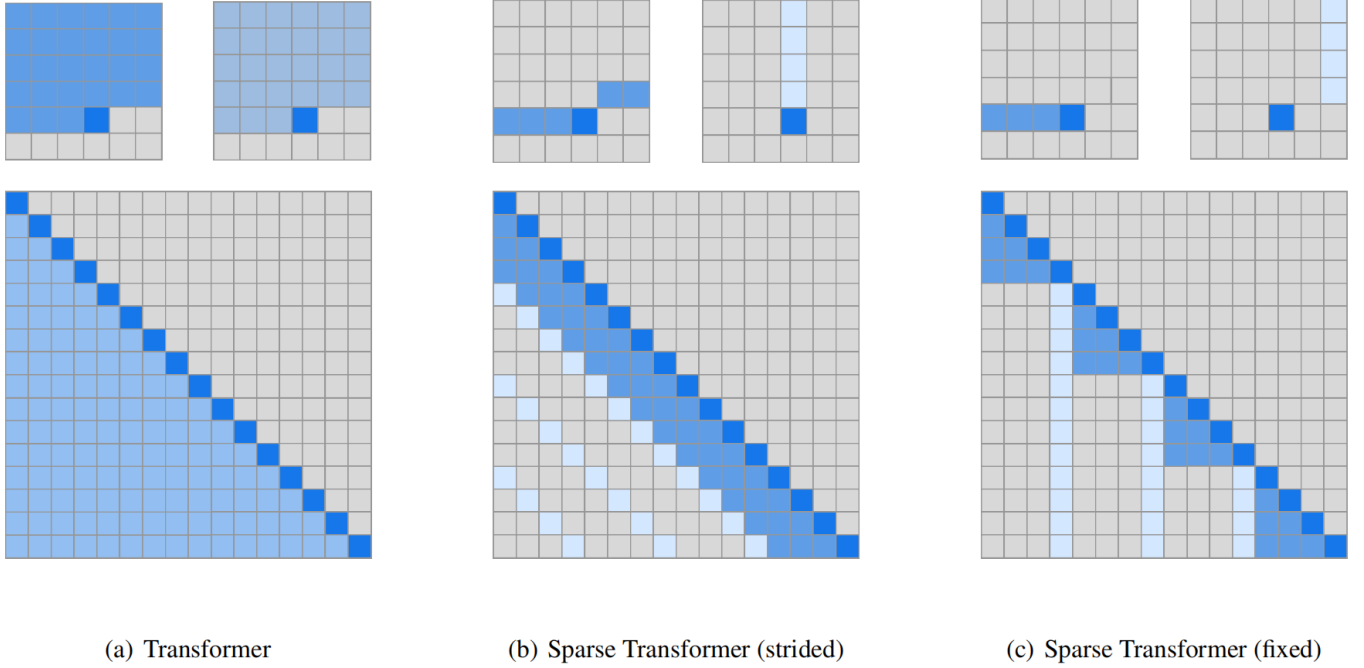 (a) Transformer
(b) Sparse Transformer (strided)
(c) Sparse Transformer (fixed)